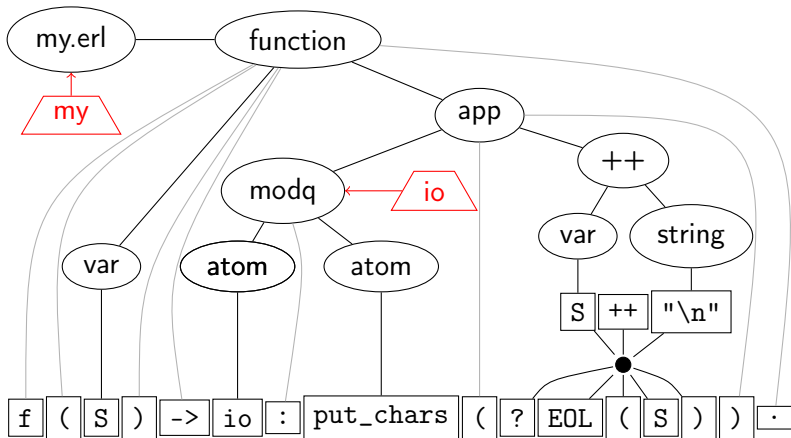 my.erl function
my app
++
modq io
var string
var atom atom
S ++ "\n"
f ( S ) -> io : put_chars ( ? EOL ( S ) ) .